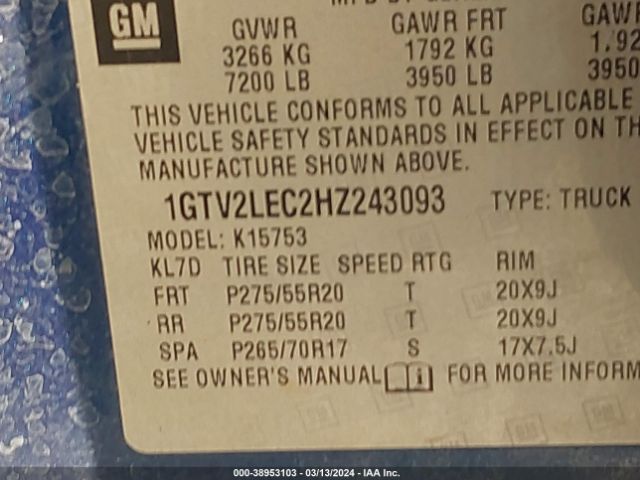 GM
GVWR GAWR FRT GAW
3266 KG 1792 KG 1.92
7200 LB 3950 LB 3950
THIS VEHICLE CONFORMS TO ALL APPLICABLE
VEHICLE SAFETY STANDARDS IN EFFECT ON TH
MANUFACTURE SHOWN ABOVE.
1GTV2LEC2HZ243093 TYPE: TRUCK
MODEL: K15753
KL7D TIRE SIZE SPEED RTG RIM
FRT P275/55R20 T 20X9J
RR P275/55R20 T 20X9J
SPA P265/70R17 S 17X7.5J
SEE OWNER'S MANUAL i FOR MORE INFORM
000-38953103 - 03/13/2024 - IAA Inc.